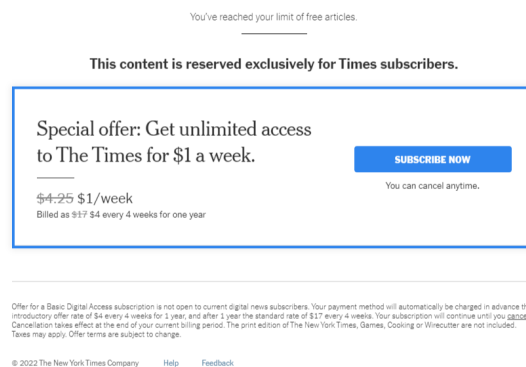 You've reached your limit of free articles.
This content is reserved exclusively for Times subscribers.
Special offer: Get unlimited access
to The Times for $1 a week.
$4.25 $1/week
Billed as $17 $4 every 4 weeks for one year
SUBSCRIBE NOW
You can cancel anytime.
Offer for a Basic Digital Access subscription is not open to current digital news subscribers. Your payment method will automatically be charged in advance
introductory offer rate of $4 every 4 weeks for 1 year, and after 1 year the standard rate of $17 every 4 weeks. Your subscription will continue until you
Cancellation takes effect at the end of your current billing period. The print edition of The New York Times, Games, Cooking or Wirecutter are not included.
Taxes may apply. Offer terms are subject to change.
© 2022 The New York Times Company Help Feedback